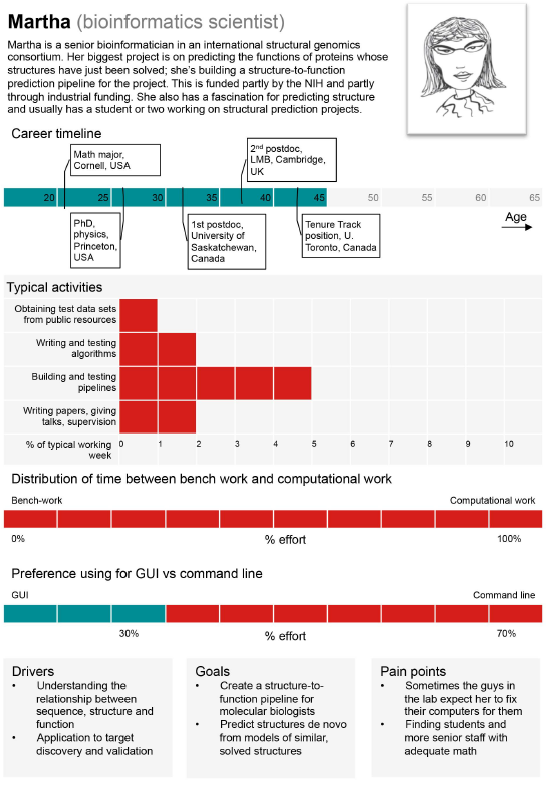 Martha (bioinformatics scientist)
Martha is a senior bioinformatician in an international structural genomics
consortium. Her biggest project is on predicting the functions of proteins whose
structures have just been solved; she's building a structure-to-function
prediction pipeline for the project. This is funded partly by the NIH and partly
through industrial funding. She also has a fascination for predicting structure
and usually has a student or two working on structural prediction projects.
Career timeline
Math major,
Cornell, USA
2nd postdoc,
LMB, Cambridge,
UK
20 25 30 35 40 45 50 55 60 65
PhD,
physics,
Princeton,
USA
1st postdoc,
University of
Saskatchewan,
Canada
Tenure Track
position, U.
Toronto, Canada
Age
Typical activities
Obtaining test data sets
from public resources
Writing and testing
algorithms
Building and testing
pipelines
Writing papers, giving
talks, supervision
% of typical working
week
0 1 2 3 4 5 6 7 8 9 10
Distribution of time between bench work and computational work
Bench-work Computational work
0% % effort 100%
Preference using for GUI vs command line
GUI Command line
30% % effort 70%
Drivers
• Understanding the
relationship between
sequence, structure and
function
• Application to target
discovery and validation
Goals
• Create a structure-to-
function pipeline for
molecular biologists
• Predict structures de novo
from models of similar,
solved structures
Pain points
• Sometimes the guys in
the lab expect her to fix
their computers for them
• Finding students and
more senior staff with
adequate math